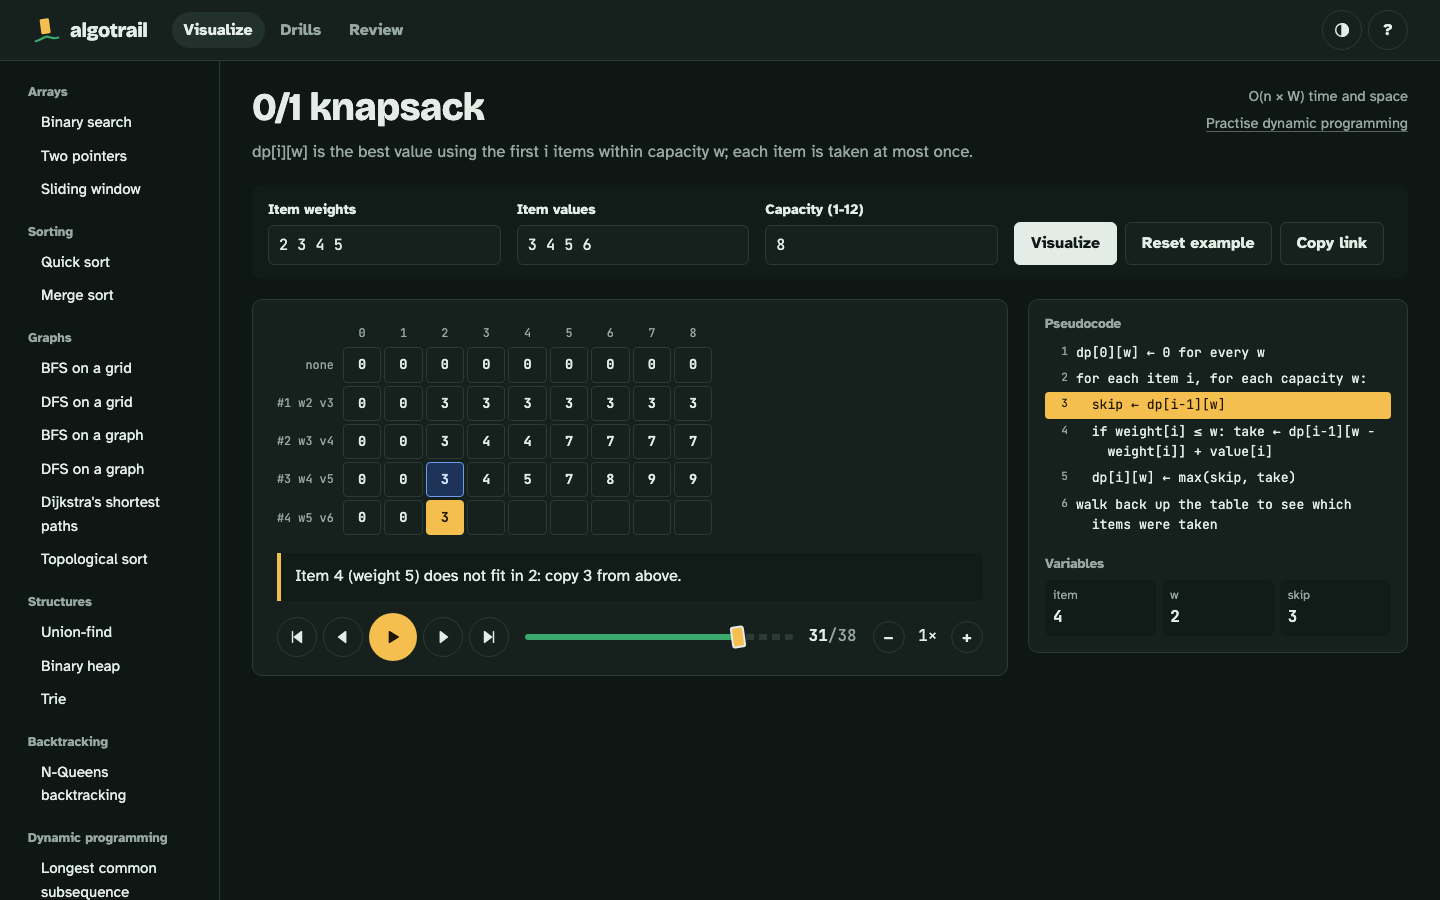 algotrail
Visualize
Drills
Review
?
Arrays
Binary search
Two pointers
Sliding window
Sorting
Quick sort
Merge sort
Graphs
BFS on a grid
DFS on a grid
BFS on a graph
DFS on a graph
Dijkstra's shortest
paths
Topological sort
Structures
Union-find
Binary heap
Trie
Backtracking
N-Queens
backtracking
Dynamic programming
Longest common
subsequence
0/1 knapsack
O(n × W) time and space
Practise dynamic programming
dp[i][w] is the best value using the first i items within capacity w; each item is taken at most once.
Item weights
2 3 4 5
Item values
3 4 5 6
Capacity (1-12)
8
Visualize
Reset example
Copy link
0 1 2 3 4 5 6 7 8
none 0 0 0 0 0 0 0 0 0
#1 w2 v3 0 0 3 3 3 3 3 3 3
#2 w3 v4 0 0 3 4 4 7 7 7 7
#3 w4 v5 0 0 3 4 5 7 8 9 9
#4 w5 v6 0 0 3
Item 4 (weight 5) does not fit in 2: copy 3 from above.
31/38
− 1× +
Pseudocode
1 dp[0][w] ← 0 for every w
2 for each item i, for each capacity w:
3 skip ← dp[i-1][w]
4 if weight[i] ≤ w: take ← dp[i-1][w -
weight[i]] + value[i]
5 dp[i][w] ← max(skip, take)
6 walk back up the table to see which
items were taken
Variables
item
4
w
2
skip
3